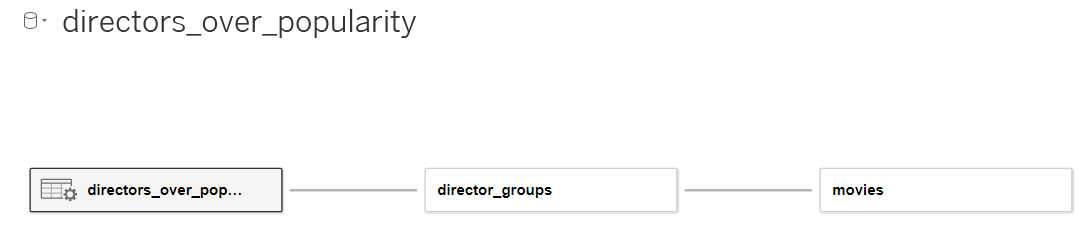 directors_over_popularity
directors_over_pop...
director_groups
movies